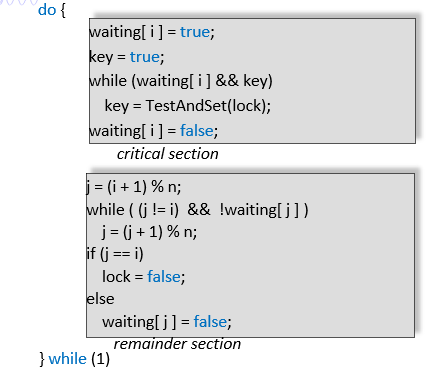 do {
waiting[ i ] = true;
key = true;
while (waiting[ i ] && key)
key = TestAndSet(lock);
waiting[ i ] = false;
critical section
j = (i + 1) % n;
while ( (j != i)  &&  !waiting[ j ] )
j = (j + 1) % n;
if (j == i)
lock = false;
else
waiting[ j ] = false;
remainder section
} while (1)